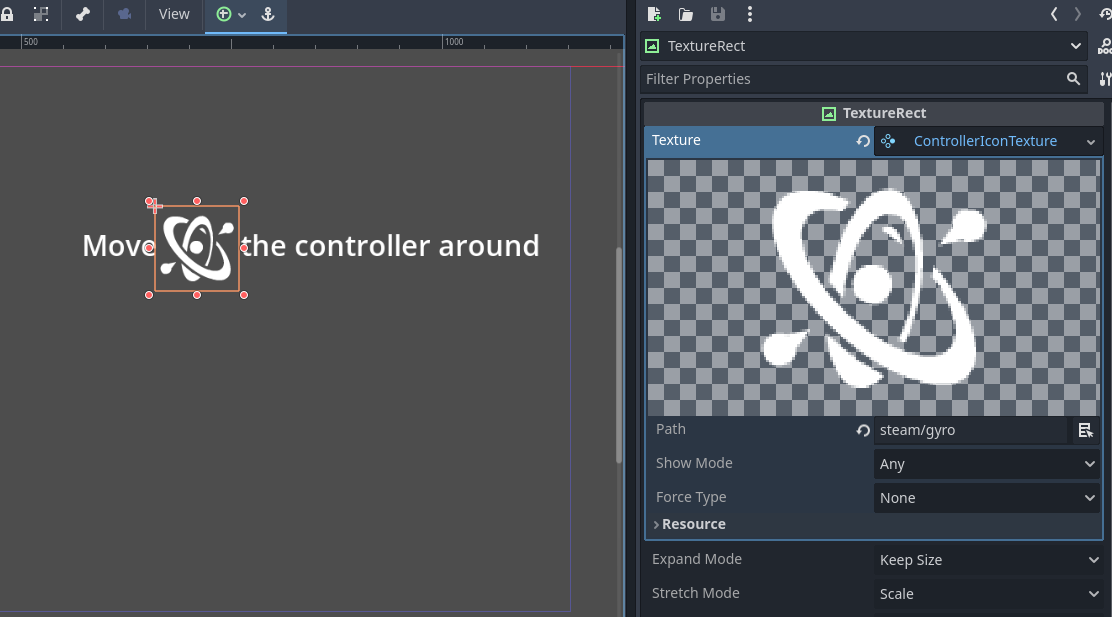 View
500
1000
Move the controller around
TextureRect
DOC
Filter Properties
TextureRect
Texture
ControllerIconTexture
Path
steam/gyro
Show Mode
Any
Force Type
None
Resource
Expand Mode
Keep Size
Stretch Mode
Scale